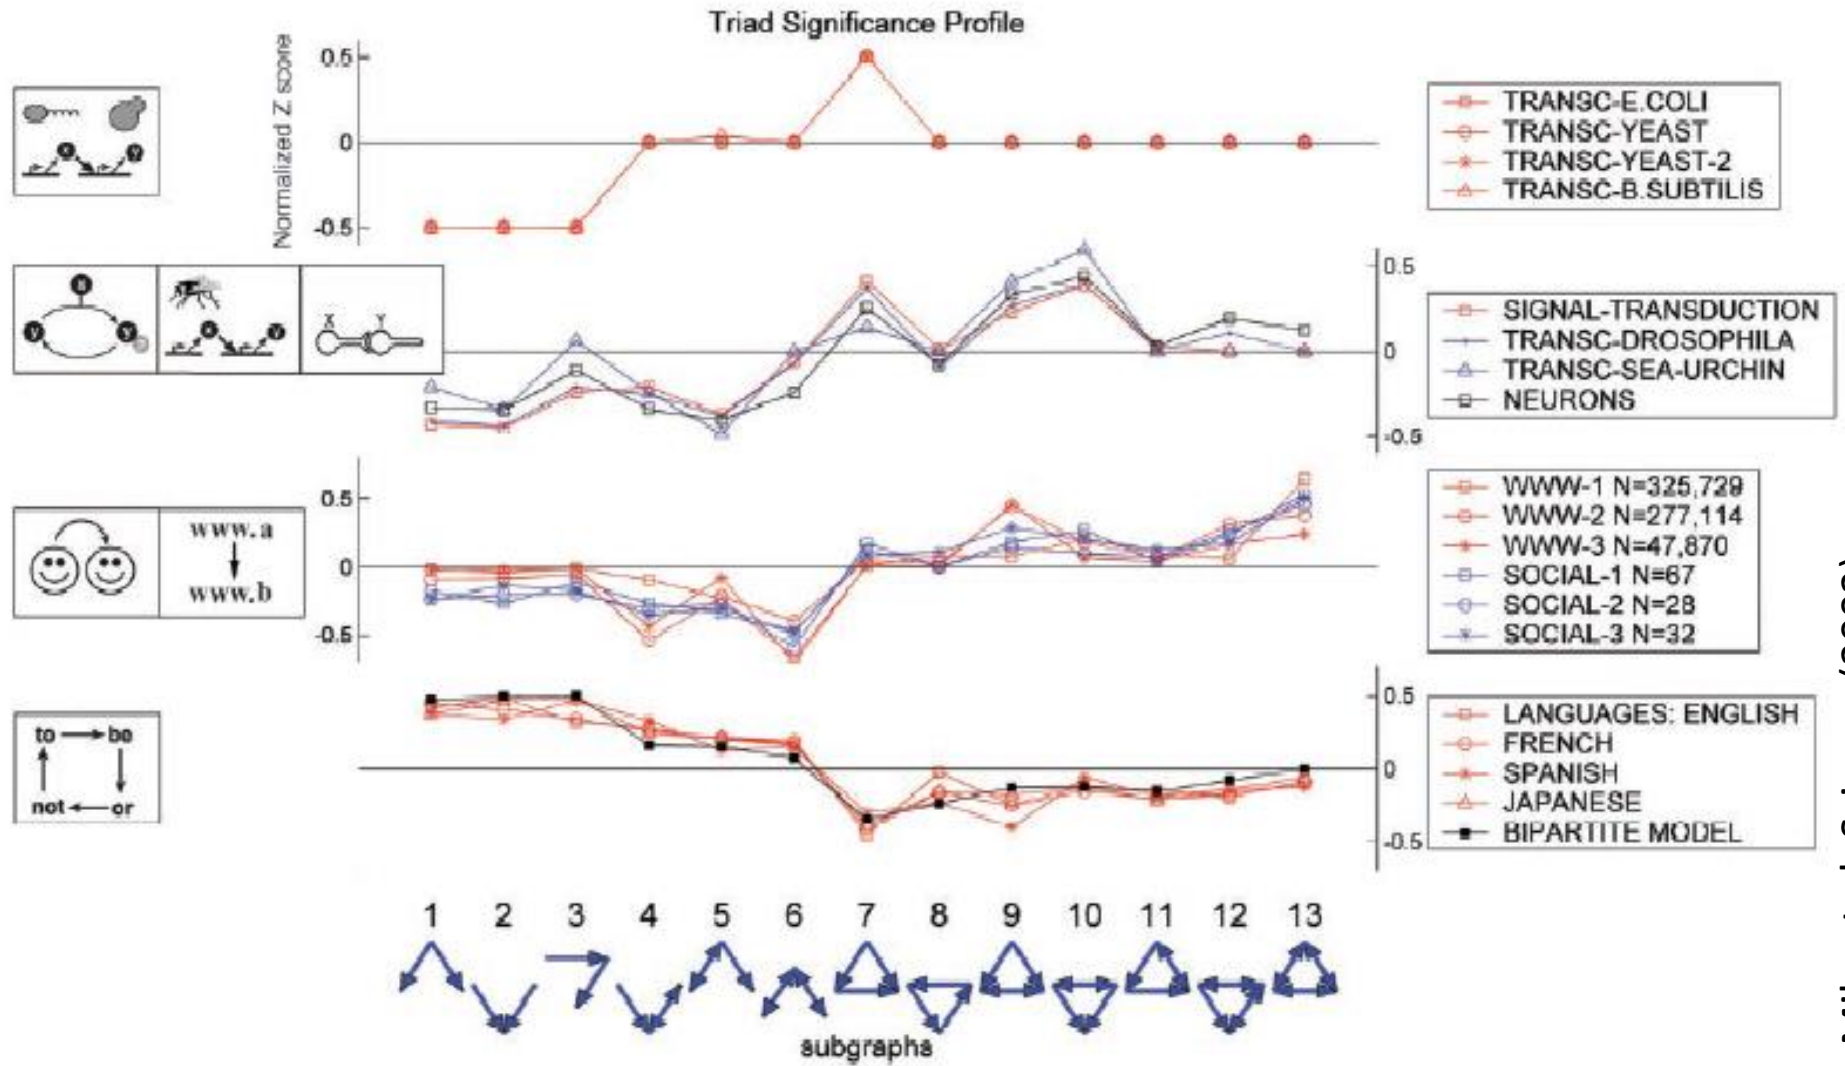 Triad Significance Profile
Normalized Z score
0.5
0
-0.5
TRANSC-E.COLI
TRANSC-YEAST
TRANSC-YEAST-2
TRANSC-B.SUBTILIS
X Y
0.5
0
-0.5
SIGNAL-TRANSDUCTION
TRANSC-DROSOPHILA
TRANSC-SEA-URCHIN
NEURONS
www.a
www.b
0.5
0
-0.5
WWW-1 N=325,729
WWW-2 N=277,114
WWW-3 N=47,870
SOCIAL-1 N=67
SOCIAL-2 N=28
SOCIAL-3 N=32
to be
not or
0.5
0
-0.5
LANGUAGES: ENGLISH
FRENCH
SPANISH
JAPANESE
BIPARTITE MODEL
1 2 3 4 5 6 7 8 9 10 11 12 13
subgraphs